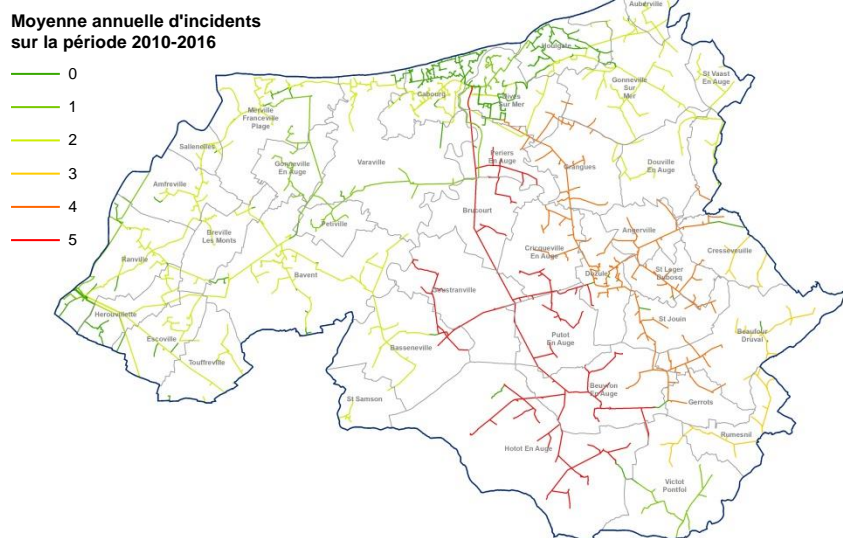 Moyenne annuelle d'incidents
sur la période 2010-2016
0
1
2
3
4
5
Auberville
Houlgate
St Vaast
En Auge
Gonneville
Sur
Mer
Cabourg
Dives
Sur Mer
Merville
Franceville
Plage
Sallenelles
Periers
En Auge
Grangues
Douville
En Auge
Gonneville
En Auge
Varaville
Amfreville
Brucourt
Petiville
Breville
Les Monts
Angerville
Cricqueville
En Auge
Cresseveuille
Ranville
Bavent
Dozule
St Leger
Dubosq
Goustranville
Herouvillette
St Jouin
Escoville
Putot
En Auge
Beaufour
Druval
Basseneville
Touffreville
Beuvron
En Auge
St Samson
Gerrots
Rumesnil
Hotot En Auge
Victot
Pontfol